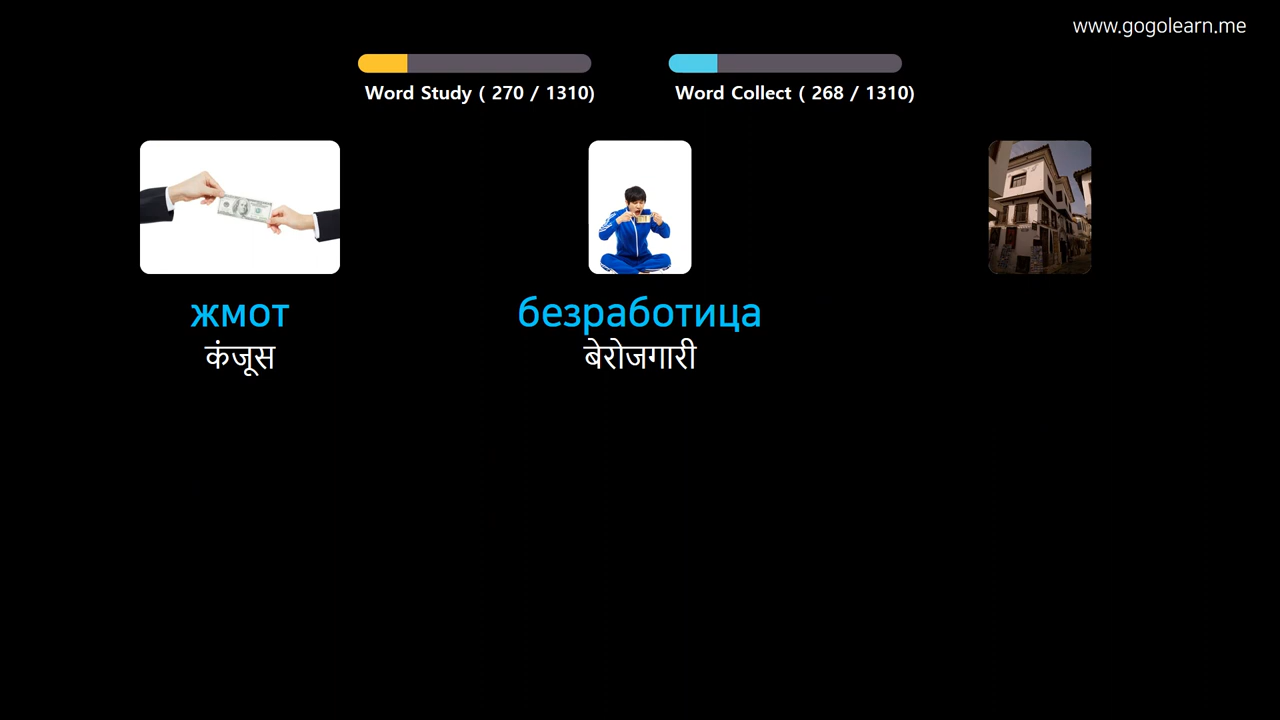 www.gogolearn.me
Word Study ( 270 / 1310)
Word Collect ( 268 / 1310)
жмот
कंजूस
безработица
बेरोजगारी